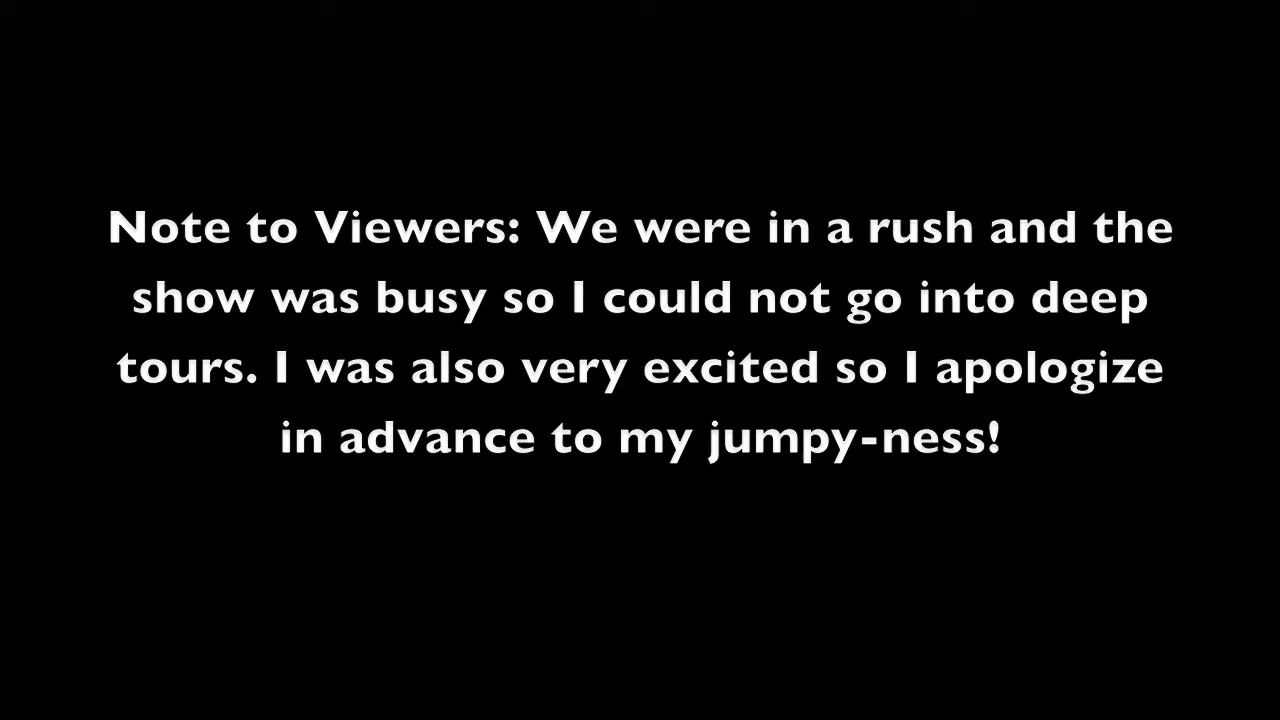 Note to Viewers: We were in a rush and the
show was busy so I could not go into deep
tours. I was also very excited so I apologize
in advance to my jumpy-ness!